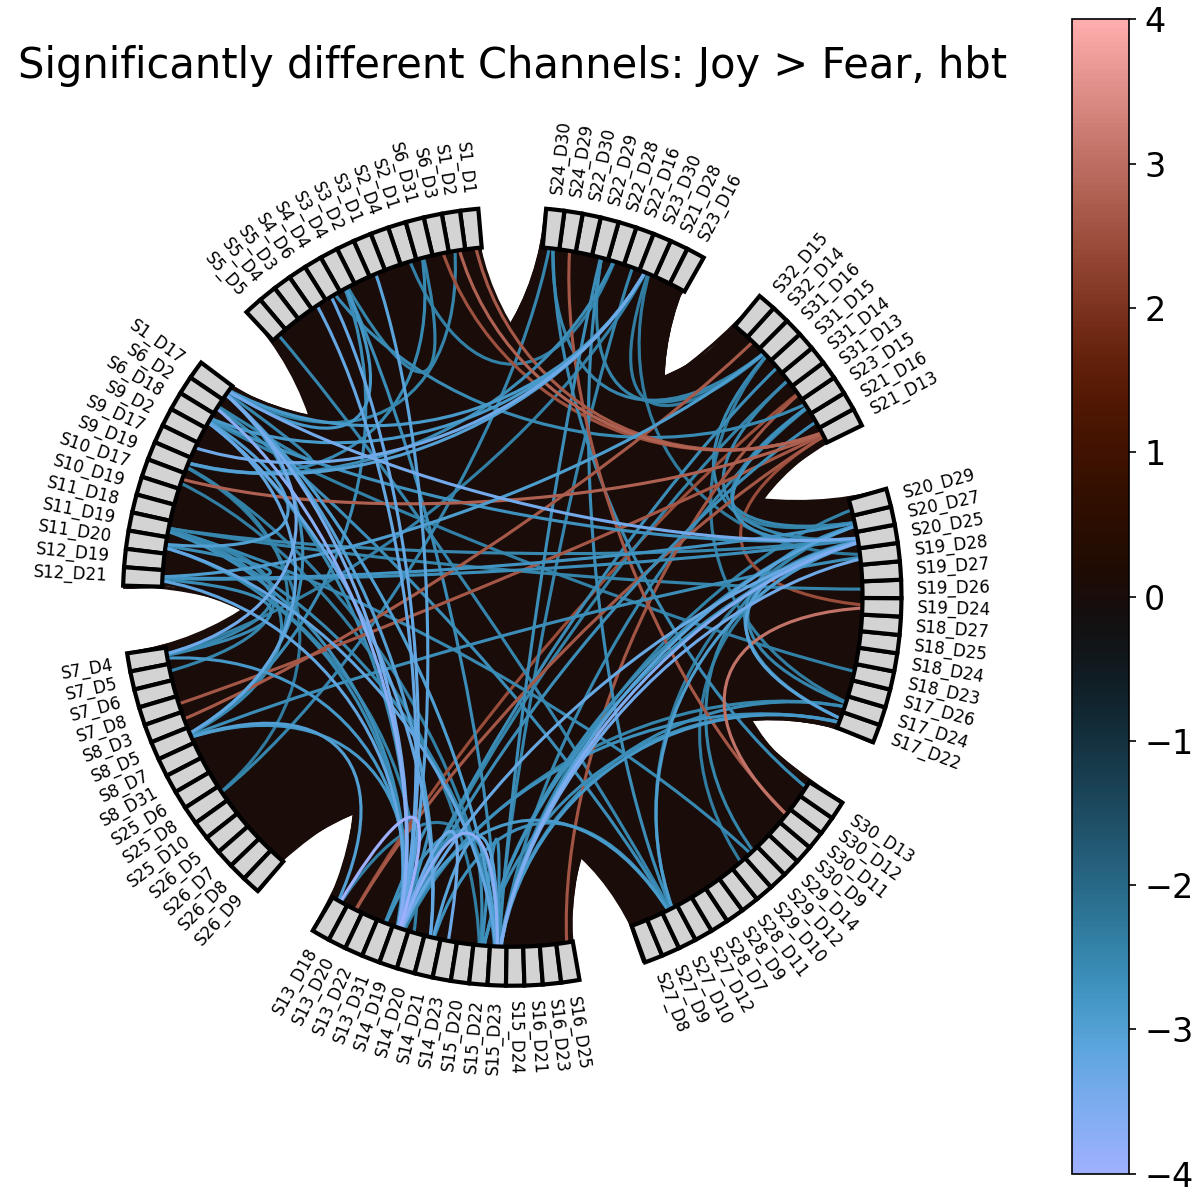 Significantly different Channels: Joy > Fear, hbt
S1_D1
S1_D2
S6_D3
S6_D31
S2_D1
S2_D4
S3_D1
S3_D2
S3_D4
S4_D4
S4_D6
S5_D3
S5_D4
S5_D5
S1_D17
S6_D2
S6_D18
S9_D2
S9_D17
S9_D19
S10_D17
S10_D19
S11_D18
S11_D19
S11_D20
S12_D19
S12_D21
S7_D4
S7_D5
S7_D6
S7_D8
S8_D3
S8_D5
S8_D7
S8_D31
S25_D6
S25_D8
S25_D10
S26_D5
S26_D7
S26_D8
S26_D9
S13_D18
S13_D20
S13_D22
S13_D31
S14_D19
S14_D20
S14_D21
S14_D23
S15_D20
S15_D22
S15_D23
S15_D24
S16_D21
S16_D23
S16_D25
S27_D8
S27_D9
S27_D10
S27_D12
S28_D7
S28_D9
S28_D11
S29_D10
S29_D12
S29_D14
S30_D9
S30_D11
S30_D12
S30_D13
S17_D22
S17_D24
S17_D26
S18_D23
S18_D24
S18_D25
S18_D27
S19_D24
S19_D26
S19_D27
S19_D28
S20_D25
S20_D27
S20_D29
S21_D13
S21_D16
S23_D15
S31_D13
S31_D14
S31_D15
S31_D16
S32_D14
S32_D15
S23_D16
S21_D28
S23_D30
S22_D16
S22_D28
S22_D29
S22_D30
S24_D29
S24_D30
4
3
2
1
0
−1
−2
−3
−4